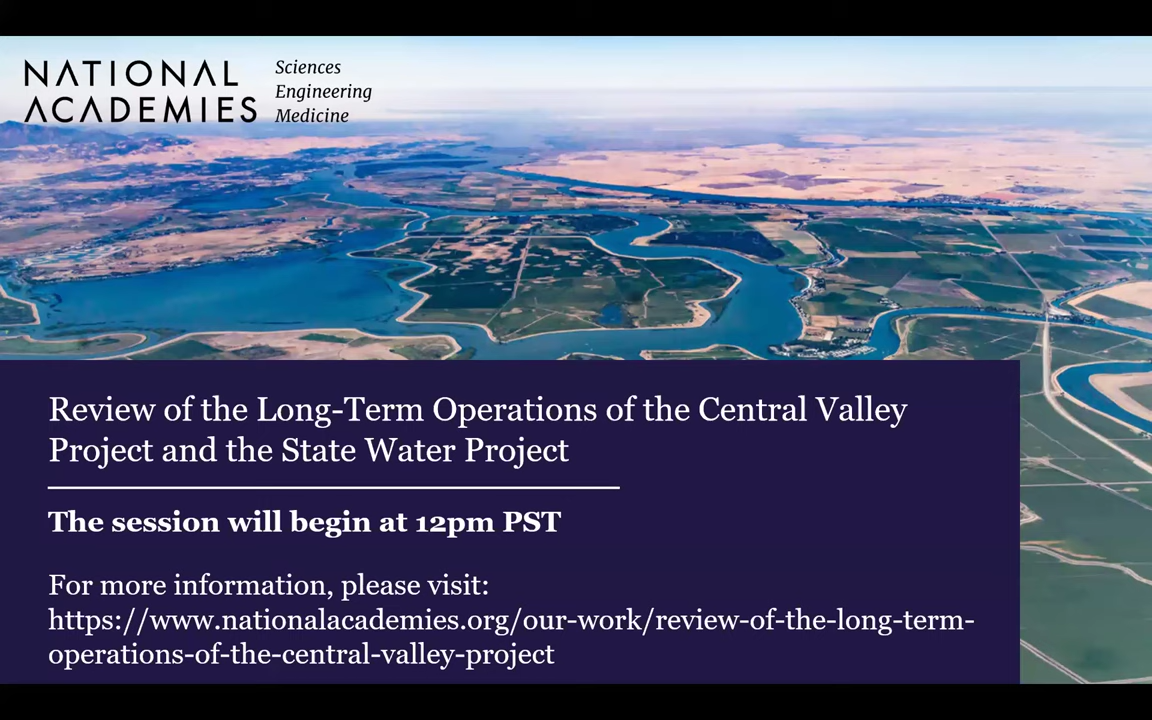 NATIONAL
ACADEMIES
Sciences
Engineering
Medicine
Review of the Long-Term Operations of the Central Valley
Project and the State Water Project
The session will begin at 12pm PST
For more information, please visit:
https://www.nationalacademies.org/our-work/review-of-the-long-term-
operations-of-the-central-valley-project